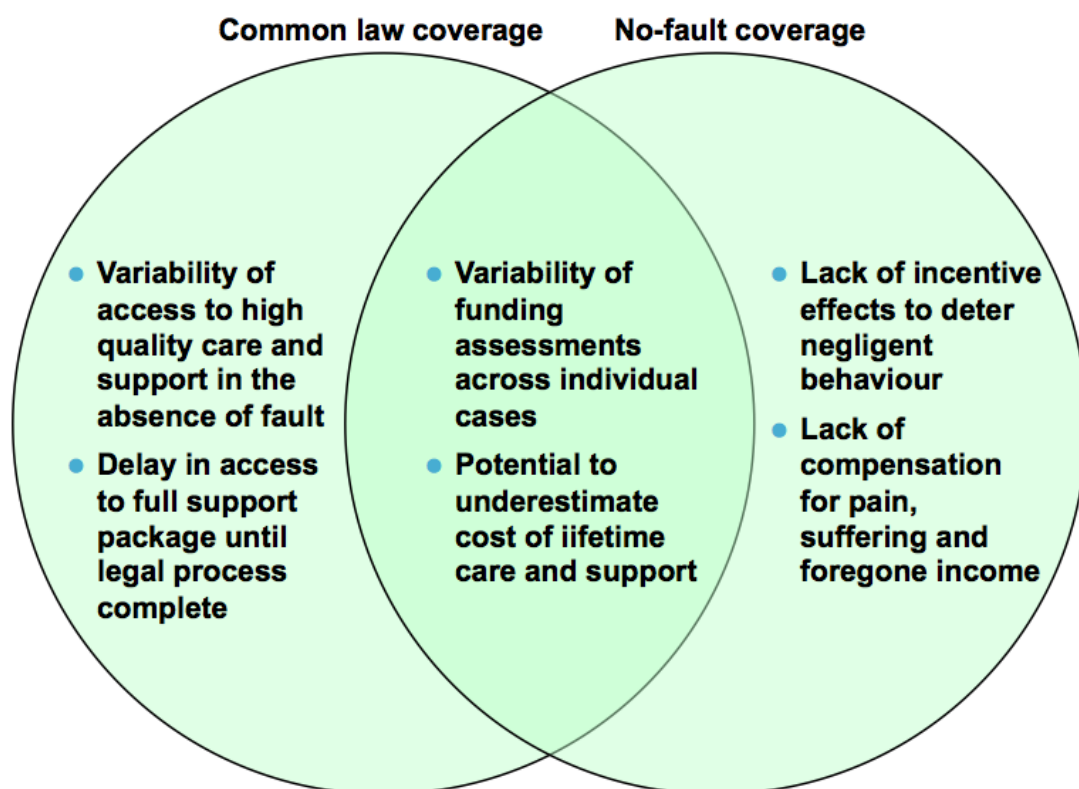 Common law coverage
No-fault coverage
• Variability of
access to high
quality care and
support in the
absence of fault
• Delay in access
to full support
package until
legal process
complete
• Variability of
funding
assessments
across individual
cases
• Potential to
underestimate
cost of iifetime
care and support
• Lack of incentive
effects to deter
negligent
behaviour
• Lack of
compensation
for pain,
suffering and
foregone income